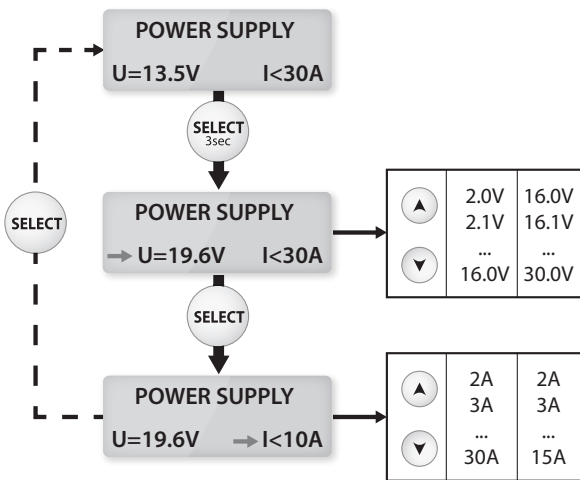 POWER SUPPLY
U=13.5V I<30A
SELECT
3sec
POWER SUPPLY
U=19.6V I<30A
2.0V 16.0V
2.1V 16.1V
... ...
16.0V 30.0V
SELECT
SELECT
POWER SUPPLY
U=19.6V I<10A
2A 2A
3A 3A
... ...
30A 15A